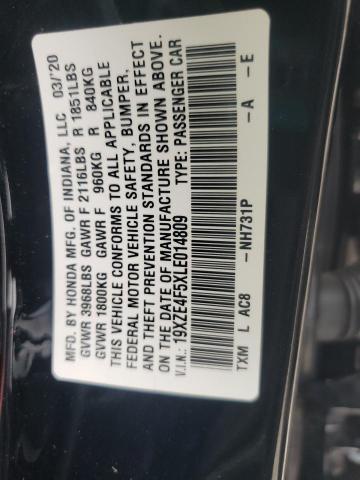 MFD. BY HONDA MFG. OF INDIANA, LLC 03/'20
GVWR 3968LBS GAWR F 2116LBS R 1851LBS
GVWR 1800KG GAWR F 960KG R 840KG
THIS VEHICLE CONFORMS TO ALL APPLICABLE
FEDERAL MOTOR VEHICLE SAFETY, BUMPER,
AND THEFT PREVENTION STANDARDS IN EFFECT
ON THE DATE OF MANUFACTURE SHOWN ABOVE.
V.I.N.: 19XZE4F5XLE014809 TYPE: PASSENGER CAR
TXM L AC8 -NH731P -A -E